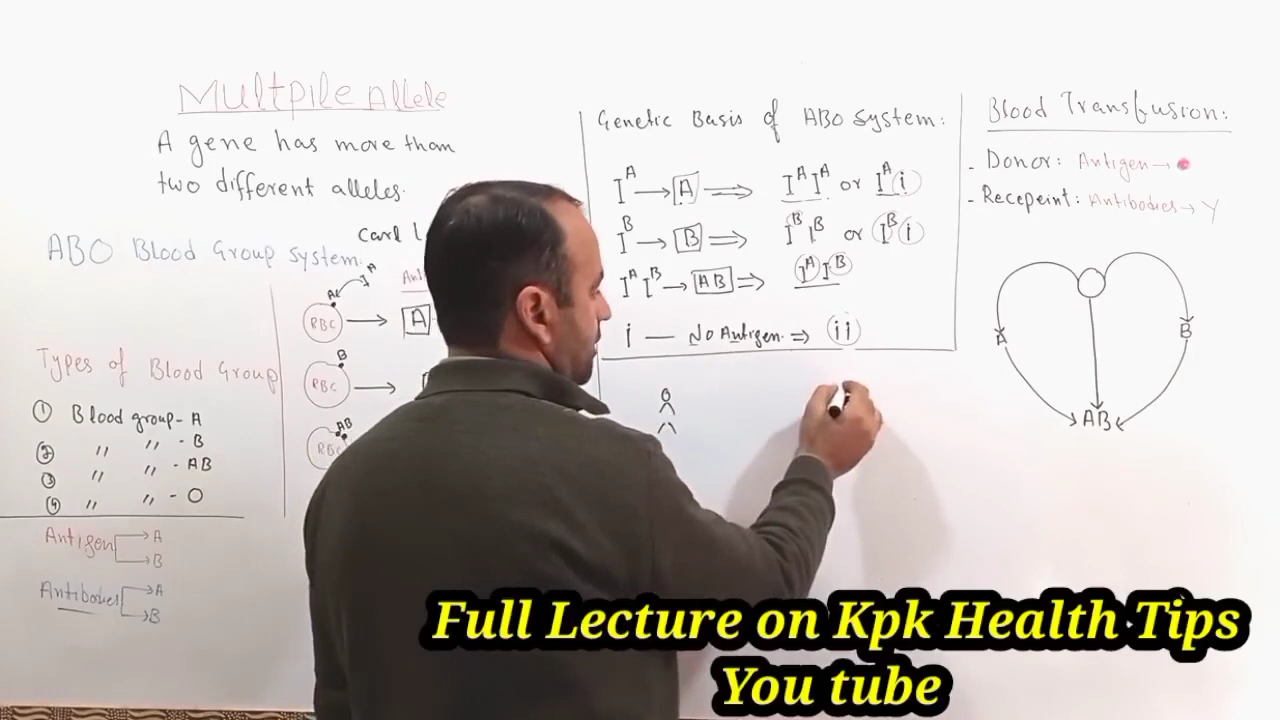 Multpile Allele
A gene has more than
two different alleles.
Carl L
ABO Blood Group System:
Types of Blood Group
① Blood group - A
② " " - B
③ " " - AB
④ " " - O
Antigen → A
→ B
Antibodies → A
→ B
A
I^A
RBC → A
B
RBC →
AB
RBC
Genetic Basis of ABO System:
I^A → A ⇒ I^A I^A or I^A i
I^B → B ⇒ I^B I^B or I^B i
I^A I^B → AB ⇒ I^A I^B
i — No Antigen ⇒ ii
Blood Transfusion:
- Donor: Antigen →
- Recepeint: Antibodies → Y
A B
AB
Full Lecture on Kpk Health Tips
You tube